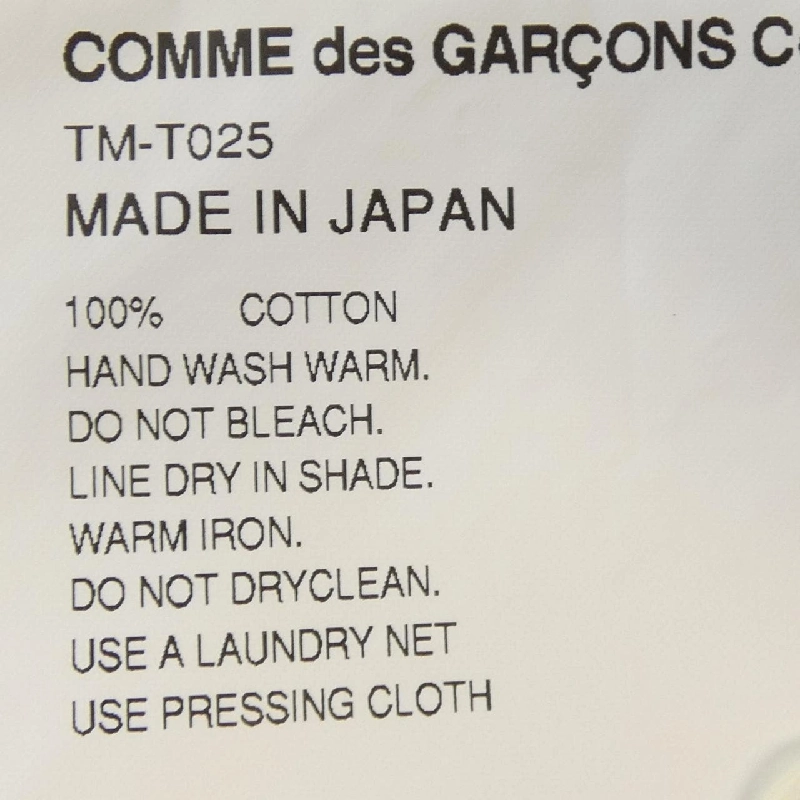 COMME des GARÇONS
TM-T025
MADE IN JAPAN
100% COTTON
HAND WASH WARM.
DO NOT BLEACH.
LINE DRY IN SHADE.
WARM IRON.
DO NOT DRYCLEAN.
USE A LAUNDRY NET
USE PRESSING CLOTH